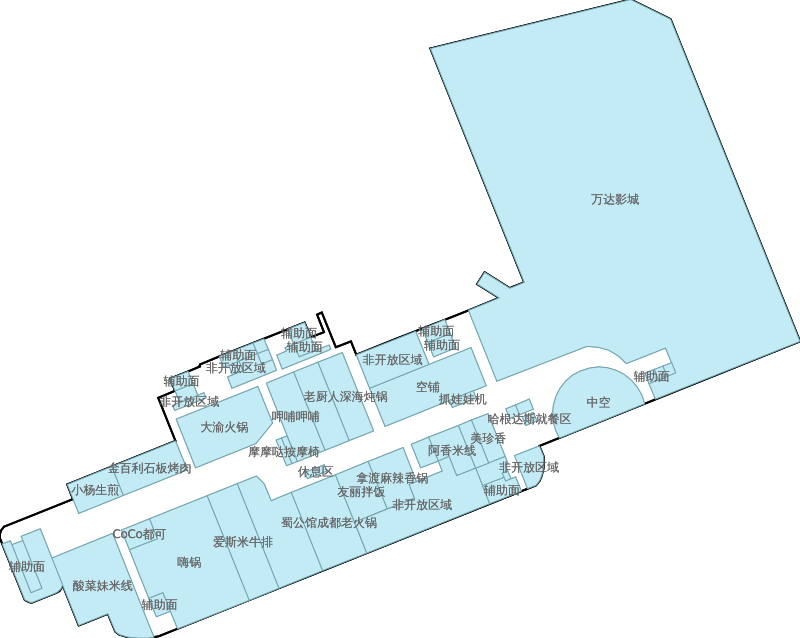 万达影城
辅助面
辅助面
辅助面
辅助面
辅助面
辅助面
非开放区域
非开放区域
辅助面
辅助面
空铺
老厨人深海炖锅
抓娃娃机
非开放区域
中空
呷哺呷哺
哈根达斯就餐区
大渝火锅
美珍香
阿香米线
摩摩哒按摩椅
金百利石板烤肉
休息区
非开放区域
拿渡麻辣香锅
小杨生煎
友丽拌饭
辅助面
非开放区域
蜀公馆成都老火锅
CoCo都可
爱斯米牛排
嗨锅
辅助面
酸菜妹米线
辅助面